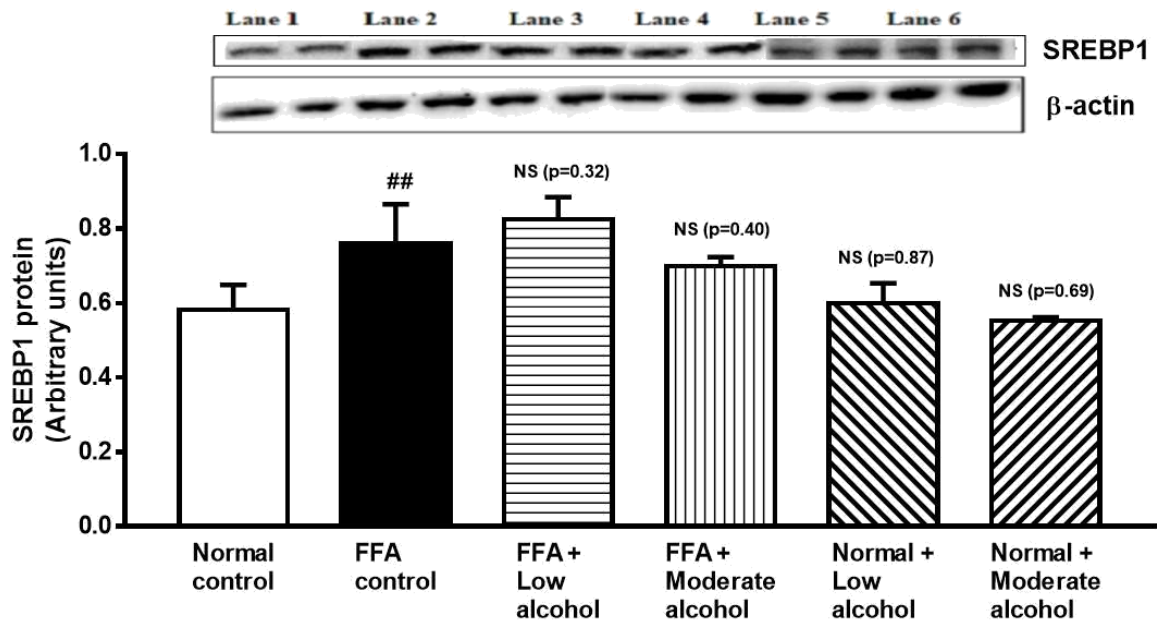 Lane 1 Lane 2 Lane 3 Lane 4 Lane 5 Lane 6
SREBP1
β-actin
SREBP1 protein
(Arbitrary units)
1.0
0.8
0.6
0.4
0.2
0.0
##
NS (p=0.32)
NS (p=0.40)
NS (p=0.87)
NS (p=0.69)
Normal
control
FFA
control
FFA +
Low
alcohol
FFA +
Moderate
alcohol
Normal +
Low
alcohol
Normal +
Moderate
alcohol